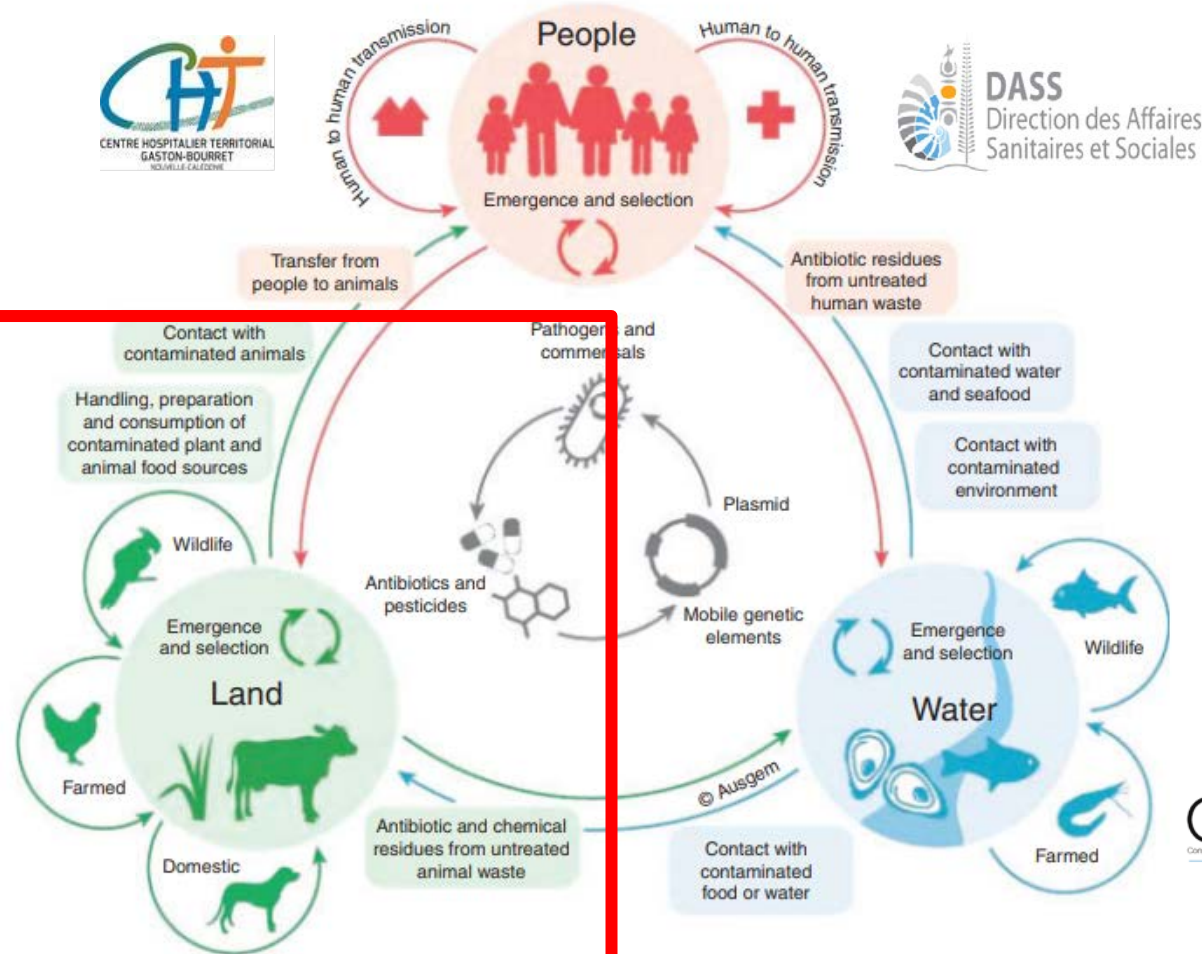 CHT
CENTRE HOSPITALIER TERRITORIAL
GASTON-BOURRET
NOUVELLE-CALÉDONIE
Human to human transmission
People
Human to human transmission
Emergence and selection
DASS
Direction des Affaires
Sanitaires et Sociales
Transfer from
people to animals
Antibiotic residues
from untreated
human waste
Contact with
contaminated animals
Pathogens and
commensals
Contact with
contaminated water
and seafood
Handling, preparation
and consumption of
contaminated plant and
animal food sources
Contact with
contaminated
environment
Wildlife
Plasmid
Antibiotics and
pesticides
Mobile genetic
elements
Emergence
and selection
Land
Farmed
Domestic
Emergence
and selection
Water
Wildlife
Farmed
© Ausgem
Antibiotic and chemical
residues from untreated
animal waste
Contact with
contaminated
food or water